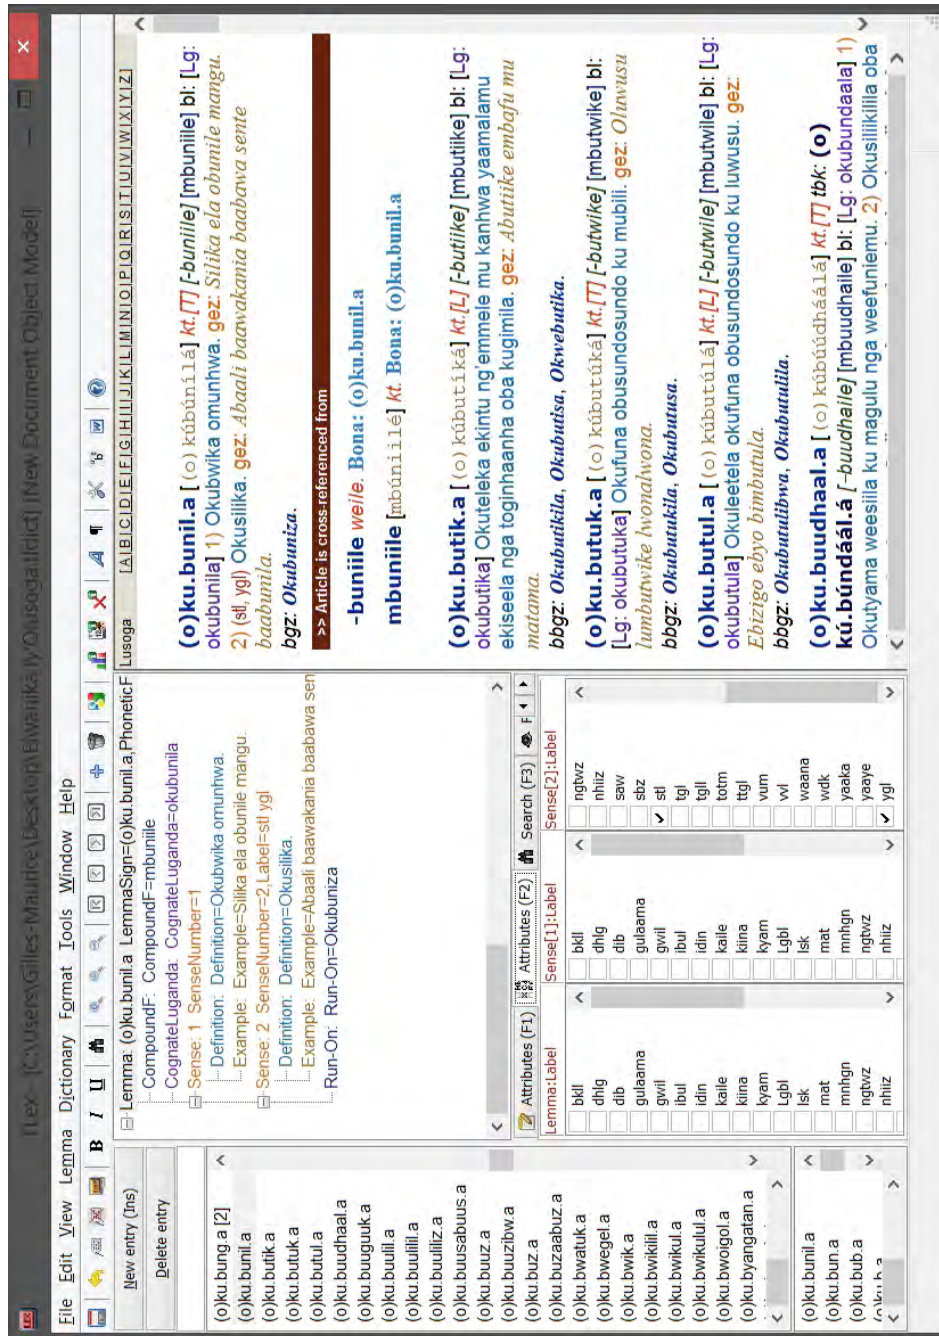 TLex - [C:\Users\Gilles-Maurice\Desktop\Eiwanika ly'Olusoga.tldict] [New Document Object Model]
File Edit View Lemma Dictionary Format Tools Window Help
B I U
New entry (Ins)
Delete entry
(o)ku.bung.a [2]
(o)ku.bunil.a
(o)ku.butik.a
(o)ku.butuk.a
(o)ku.butul.a
(o)ku.buudhaal.a
(o)ku.buuguuk.a
(o)ku.buulil.a
(o)ku.buulilil.a
(o)ku.buuliliz.a
(o)ku.buusabuus.a
(o)ku.buuz.a
(o)ku.buuzibw.a
(o)ku.buz.a
(o)ku.buzaabuz.a
(o)ku.bwatuk.a
(o)ku.bwegel.a
(o)ku.bwik.a
(o)ku.bwikilil.a
(o)ku.bwikul.a
(o)ku.bwikulul.a
(o)ku.bwoigol.a
(o)ku.byangatan.a
(o)ku.bunil.a
(o)ku.bun.a
(o)ku.bub.a
Lemma: (o)ku.bunil.a LemmaSign=(o)ku.bunil.a,PhoneticF
CompoundF: CompoundF=mbuniile
CognateLuganda: CognateLuganda=okubunila
Sense: 1 SenseNumber=1
Definition: Definition=Okubwika omunhwa.
Example: Example=Silika ela obunile mangu.
Sense: 2 SenseNumber=2,Label=stl ygl
Definition: Definition=Okusilika.
Example: Example=Abaali baawakania baabawa sen
Run-On: Run-On=Okubuniza
Attributes (F1) Attributes (F2) Search (F3) F
Lemma:Label
bkll
dhlg
dib
gulaama
gwil
ibul
idin
kaile
kiina
kyam
Lgbl
lsk
mat
mnhgn
ngtwz
nhiiz
Sense[1]:Label
bkll
dhlg
dib
gulaama
gwil
ibul
idin
kaile
kiina
kyam
Lgbl
lsk
mat
mnhgn
ngtwz
nhiiz
Sense[2]:Label
ngtwz
nhiiz
saw
sbz
stl
tgl
tgll
totm
ttgl
vum
vvl
waana
wdk
yaaka
yaaye
ygl
Lusoga [A|B|C|D|E|F|G|H|I|J|K|L|M|N|O|P|Q|R|S|T|U|V|W|X|Y|Z]
(o)ku.bunil.a [(o)kúbúnílá] kt.[T] [-buniile] [mbuniile] bl: [Lg:
okubunila] 1) Okubwika omunhwa. gez: Silika ela obunile mangu.
2) (stl, ygl) Okusilika. gez: Abaali baawakania baabawa sente
baabunila.
bgz: Okubuniza.
>> Article is cross-referenced from
-buniile weile. Bona: (o)ku.bunil.a
mbuniile [mbúníílé] kt. Bona: (o)ku.bunil.a
(o)ku.butik.a [(o)kúbutíká] kt.[L] [-butiike] [mbutiike] bl: [Lg:
okubutika] Okuteleka ekintu ng'emmele mu kanhwa yaamalamu
ekiseela nga toginhaanha oba kugimila. gez: Abutiike embafu mu
matama.
bbgz: Okubutikila, Okubutisa, Okwebutika.
(o)ku.butuk.a [(o)kúbutúká] kt.[T] [-butwike] [mbutwike] bl:
[Lg: okubutuka] Okufuna obusundosundo ku mubili. gez: Oluwusu
lumbutwike lwonalwona.
bbgz: Okubutukila, Okubutusa.
(o)ku.butul.a [(o)kúbutúlá] kt.[L] [-butwile] [mbutwile] bl: [Lg:
okubutula] Okuleetela okufuna obusundosundo ku luwusu. gez:
Ebizigo ebyo bimbutula.
bbgz: Okubutulibwa, Okubutulila.
(o)ku.buudhaal.a [(o)kúbúúdháálá] kt.[T] tbk: (o)
kú.búndáál.á [-buudhaile] [mbuudhaile] bl: [Lg: okubundaala] 1)
Okutyama weesiila ku magulu nga weefuniemu. 2) Okusiliikilila oba